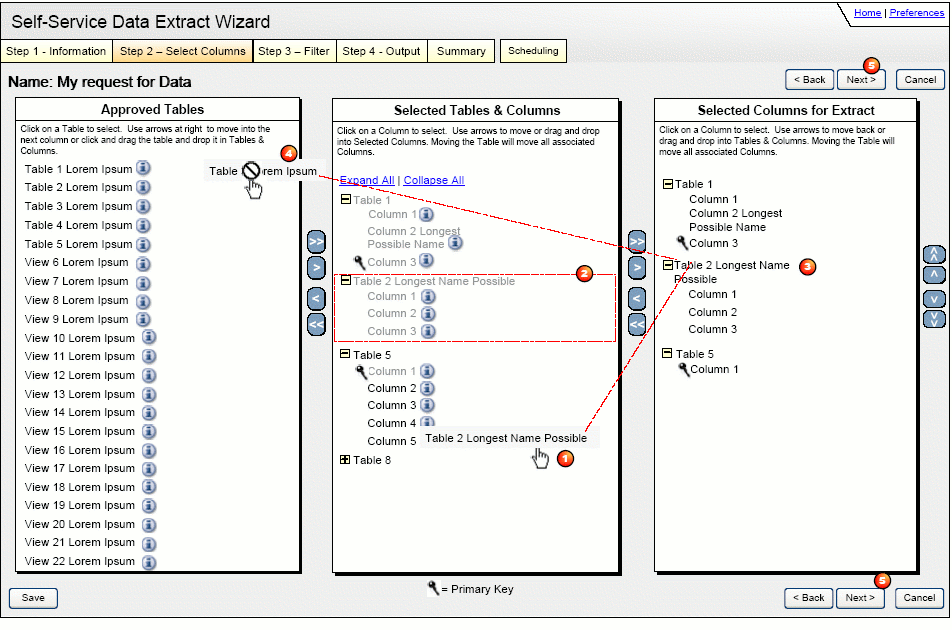 Self-Service Data Extract Wizard
Home | Preferences
Step 1 - Information
Step 2 – Select Columns
Step 3 – Filter
Step 4 - Output
Summary
Scheduling
Name: My request for Data
5
< Back
Next >
Cancel
Approved Tables
Click on a Table to select. Use arrows at right to move into the
next column or click and drag the table and drop it in Tables &
Columns.
Table 1 Lorem Ipsum
Table 2 Lorem Ipsum
Table 3 Lorem Ipsum
Table 4 Lorem Ipsum
Table 5 Lorem Ipsum
View 6 Lorem Ipsum
View 7 Lorem Ipsum
View 8 Lorem Ipsum
View 9 Lorem Ipsum
View 10 Lorem Ipsum
View 11 Lorem Ipsum
View 12 Lorem Ipsum
View 13 Lorem Ipsum
View 14 Lorem Ipsum
View 15 Lorem Ipsum
View 16 Lorem Ipsum
View 17 Lorem Ipsum
View 18 Lorem Ipsum
View 19 Lorem Ipsum
View 20 Lorem Ipsum
View 21 Lorem Ipsum
View 22 Lorem Ipsum
4
Table
rem Ipsum
>>
>
<
<<
Selected Tables & Columns
Click on a Column to select. Use arrows to move or drag and drop
into Selected Columns. Moving the Table will move all associated
Columns.
Expand All | Collapse All
Table 1
Column 1
Column 2 Longest
Possible Name
Column 3
2
Table 2 Longest Name Possible
Column 1
Column 2
Column 3
Table 5
Column 1
Column 2
Column 3
Column 4
Column 5
Table 2 Longest Name Possible
1
Table 8
>>
>
<
<<
Selected Columns for Extract
Click on a Column to select. Use arrows to move back or
drag and drop into Tables & Columns. Moving the Table will
move all associated Columns.
Table 1
Column 1
Column 2 Longest
Possible Name
Column 3
Table 2 Longest Name
Possible
3
Column 1
Column 2
Column 3
Table 5
Column 1
Save
= Primary Key
5
< Back
Next >
Cancel